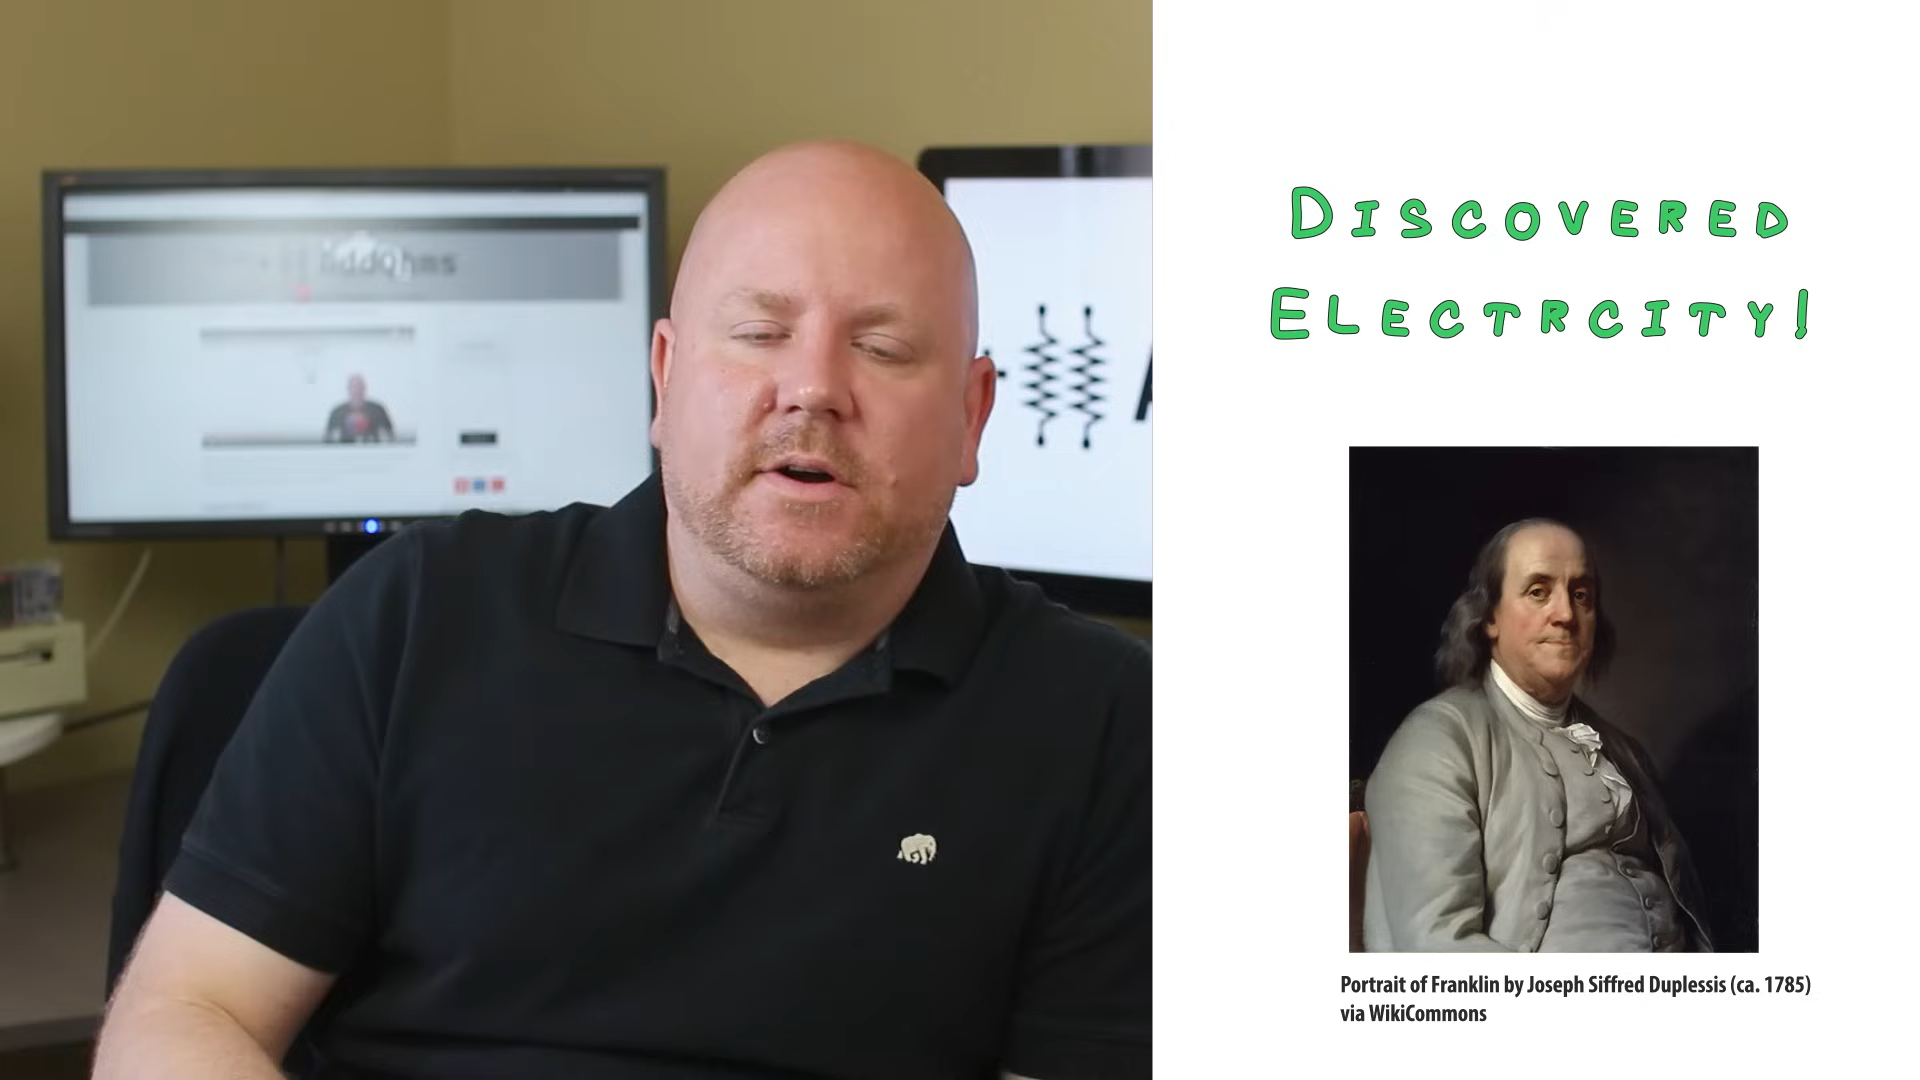 DISCOVERED
ELECTRCITY!
Portrait of Franklin by Joseph Siffred Duplessis (ca. 1785)
via WikiCommons